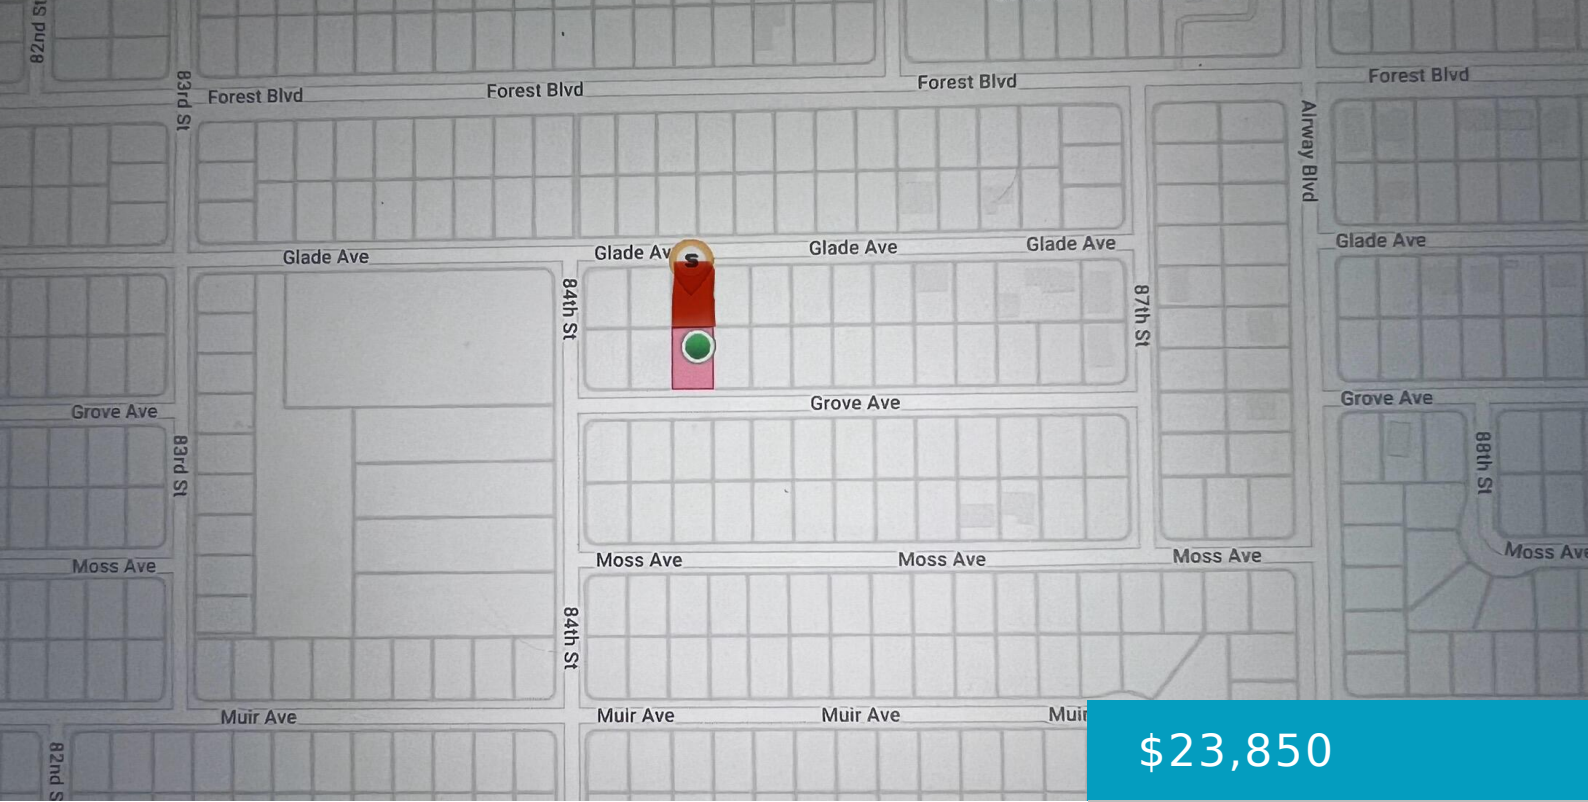 82nd St
83rd St
Forest Blvd
Forest Blvd
Forest Blvd
Forest Blvd
Airway Blvd
Glade Ave
Glade Av
S
Glade Ave
Glade Ave
Glade Ave
84th St
87th St
Grove Ave
Grove Ave
Grove Ave
83rd St
88th St
Moss Ave
Moss Ave
Moss Ave
Moss Ave
Moss Ave
84th St
Muir Ave
Muir Ave
Muir Ave
Muir
82nd S
$23,850